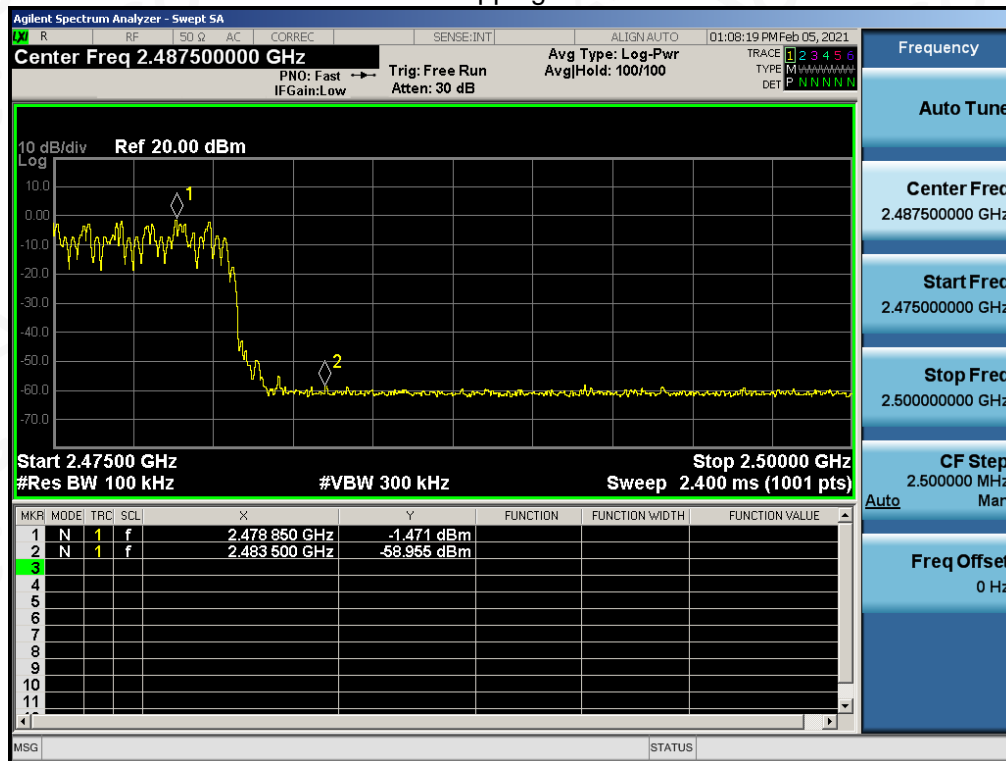 pping
Agilent Spectrum Analyzer - Swept SA
LXI R RF 50 Ω AC CORREC SENSE:INT ALIGN AUTO 01:08:19 PM Feb 05, 2021
Center Freq 2.487500000 GHz
PNO: Fast
IFGain:Low
Trig: Free Run
Atten: 30 dB
Avg Type: Log-Pwr
Avg|Hold: 100/100
TRACE 1 2 3 4 5 6
TYPE M
DET P N N N N N
10 dB/div Ref 20.00 dBm
Log
10.0
0.00
-10.0
-20.0
-30.0
-40.0
-50.0
-60.0
-70.0
1
2
Start 2.47500 GHz Stop 2.50000 GHz
#Res BW 100 kHz #VBW 300 kHz Sweep 2.400 ms (1001 pts)
MKR MODE TRC SCL X Y FUNCTION FUNCTION WIDTH FUNCTION VALUE
1 N 1 f 2.478 850 GHz -1.471 dBm
2 N 1 f 2.483 500 GHz -58.955 dBm
3
4
5
6
7
8
9
10
11
MSG STATUS
Frequency
Auto Tune
Center Freq
2.487500000 GHz
Start Freq
2.475000000 GHz
Stop Freq
2.500000000 GHz
CF Step
2.500000 MHz
Auto Man
Freq Offset
0 Hz